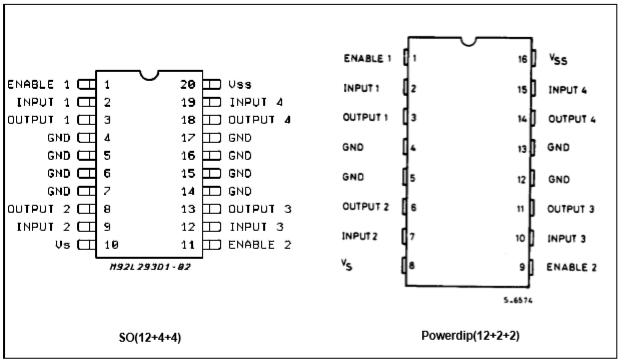 ENABLE 1 1 20 Vss
INPUT 1 2 19 INPUT 4
OUTPUT 1 3 18 OUTPUT 4
GND 4 17 GND
GND 5 16 GND
GND 6 15 GND
GND 7 14 GND
OUTPUT 2 8 13 OUTPUT 3
INPUT 2 9 12 INPUT 3
Vs 10 11 ENABLE 2
M92L293D1-02
SO(12+4+4)
ENABLE 1 1 16 VSS
INPUT 1 2 15 INPUT 4
OUTPUT 1 3 14 OUTPUT 4
GND 4 13 GND
GND 5 12 GND
OUTPUT 2 6 11 OUTPUT 3
INPUT 2 7 10 INPUT 3
VS 8 9 ENABLE 2
S-6574
Powerdip(12+2+2)